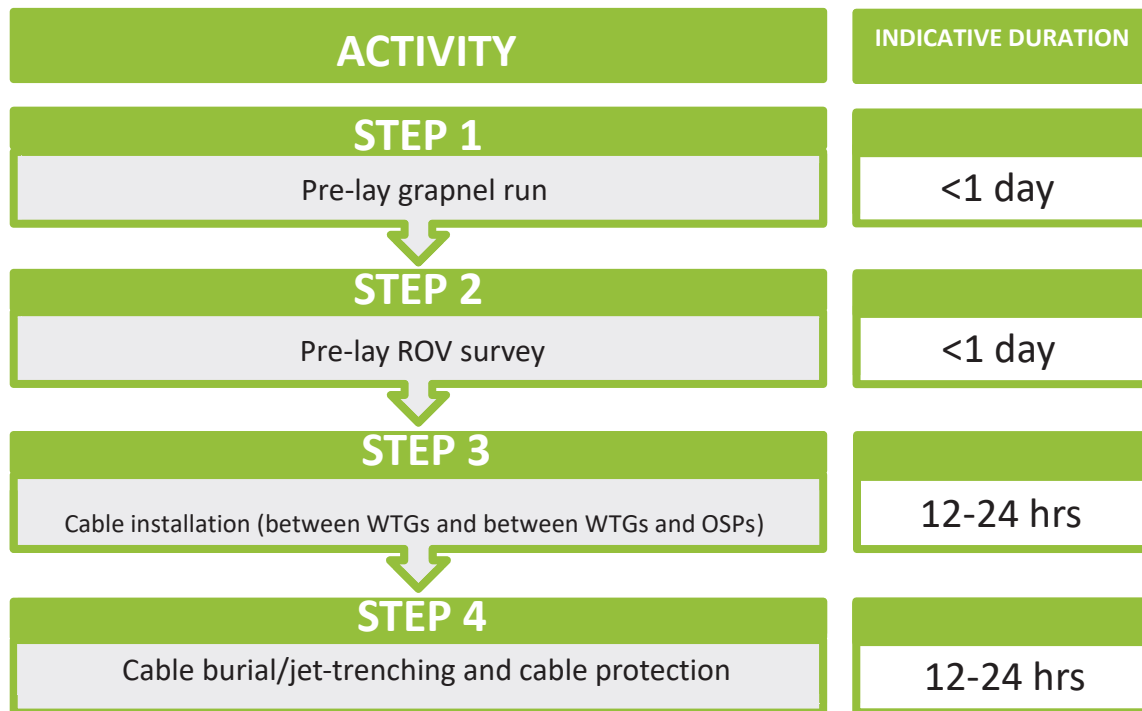 ACTIVITY
INDICATIVE DURATION
STEP 1
Pre-lay grapnel run
<1 day
STEP 2
Pre-lay ROV survey
<1 day
STEP 3
Cable installation (between WTGs and between WTGs and OSPs)
12-24 hrs
STEP 4
Cable burial/jet-trenching and cable protection
12-24 hrs